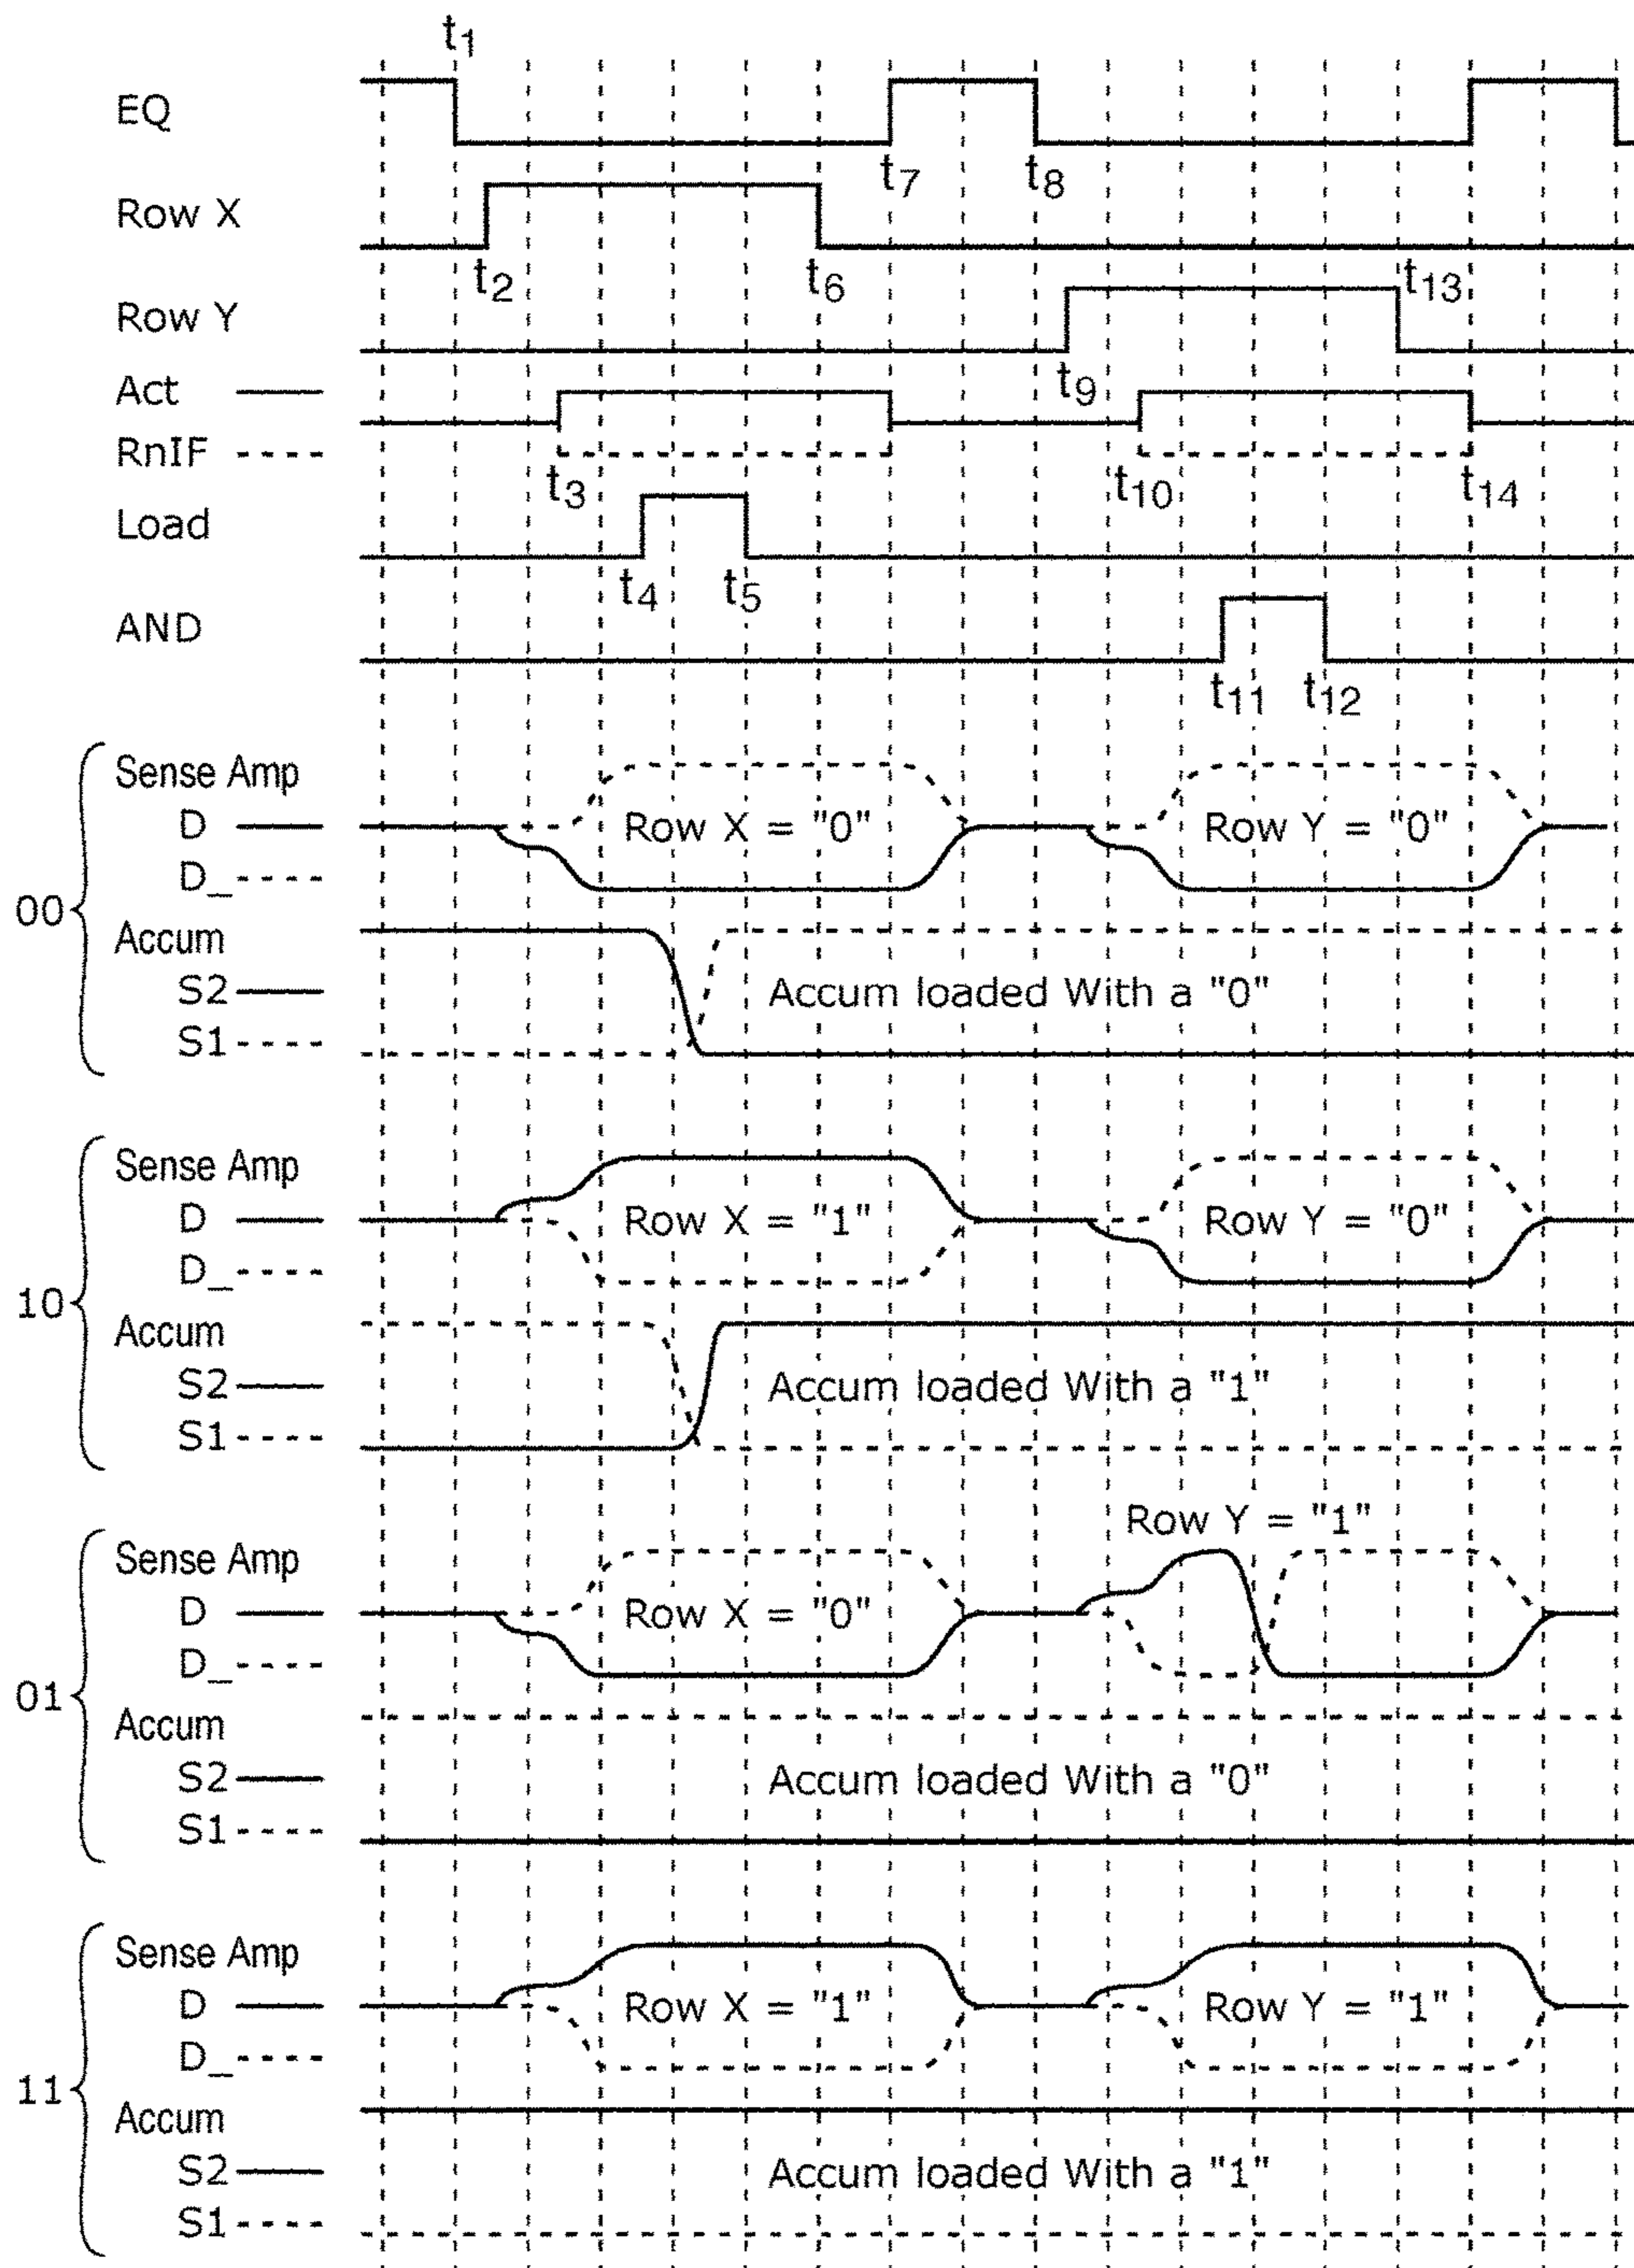 t1
EQ
t7 t8
Row X
t2 t6 t13
Row Y
Act
t9
RnIF
t3 t10 t14
Load
t4 t5
AND
t11 t12
Sense Amp
D Row X = "0" Row Y = "0"
D_
00
Accum
S2 Accum loaded With a "0"
S1
Sense Amp
D Row X = "1" Row Y = "0"
D_
10
Accum
S2 Accum loaded With a "1"
S1
Row Y = "1"
Sense Amp
D Row X = "0"
D_
01
Accum
S2 Accum loaded With a "0"
S1
Sense Amp
D Row X = "1" Row Y = "1"
D_
11
Accum
S2 Accum loaded With a "1"
S1